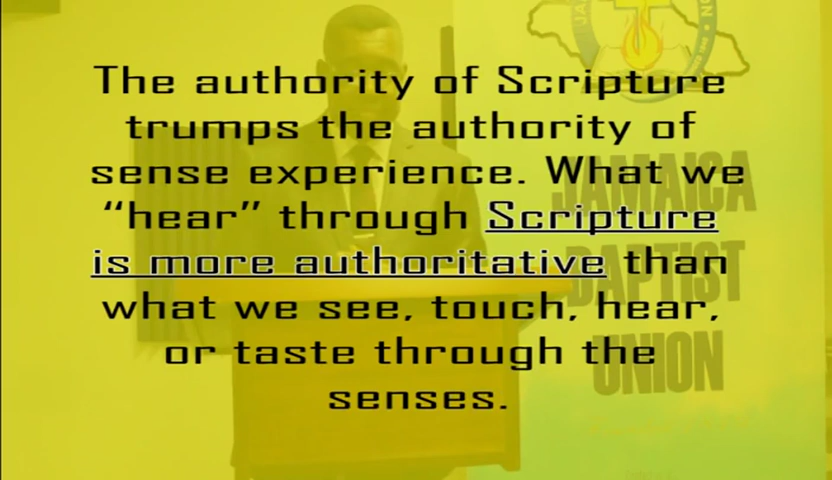 The authority of Scripture
trumps the authority of
sense experience. What we
“hear” through Scripture
is more authoritative than
what we see, touch, hear,
or taste through the
senses.
JAMAICA
BAPTIST
UNION